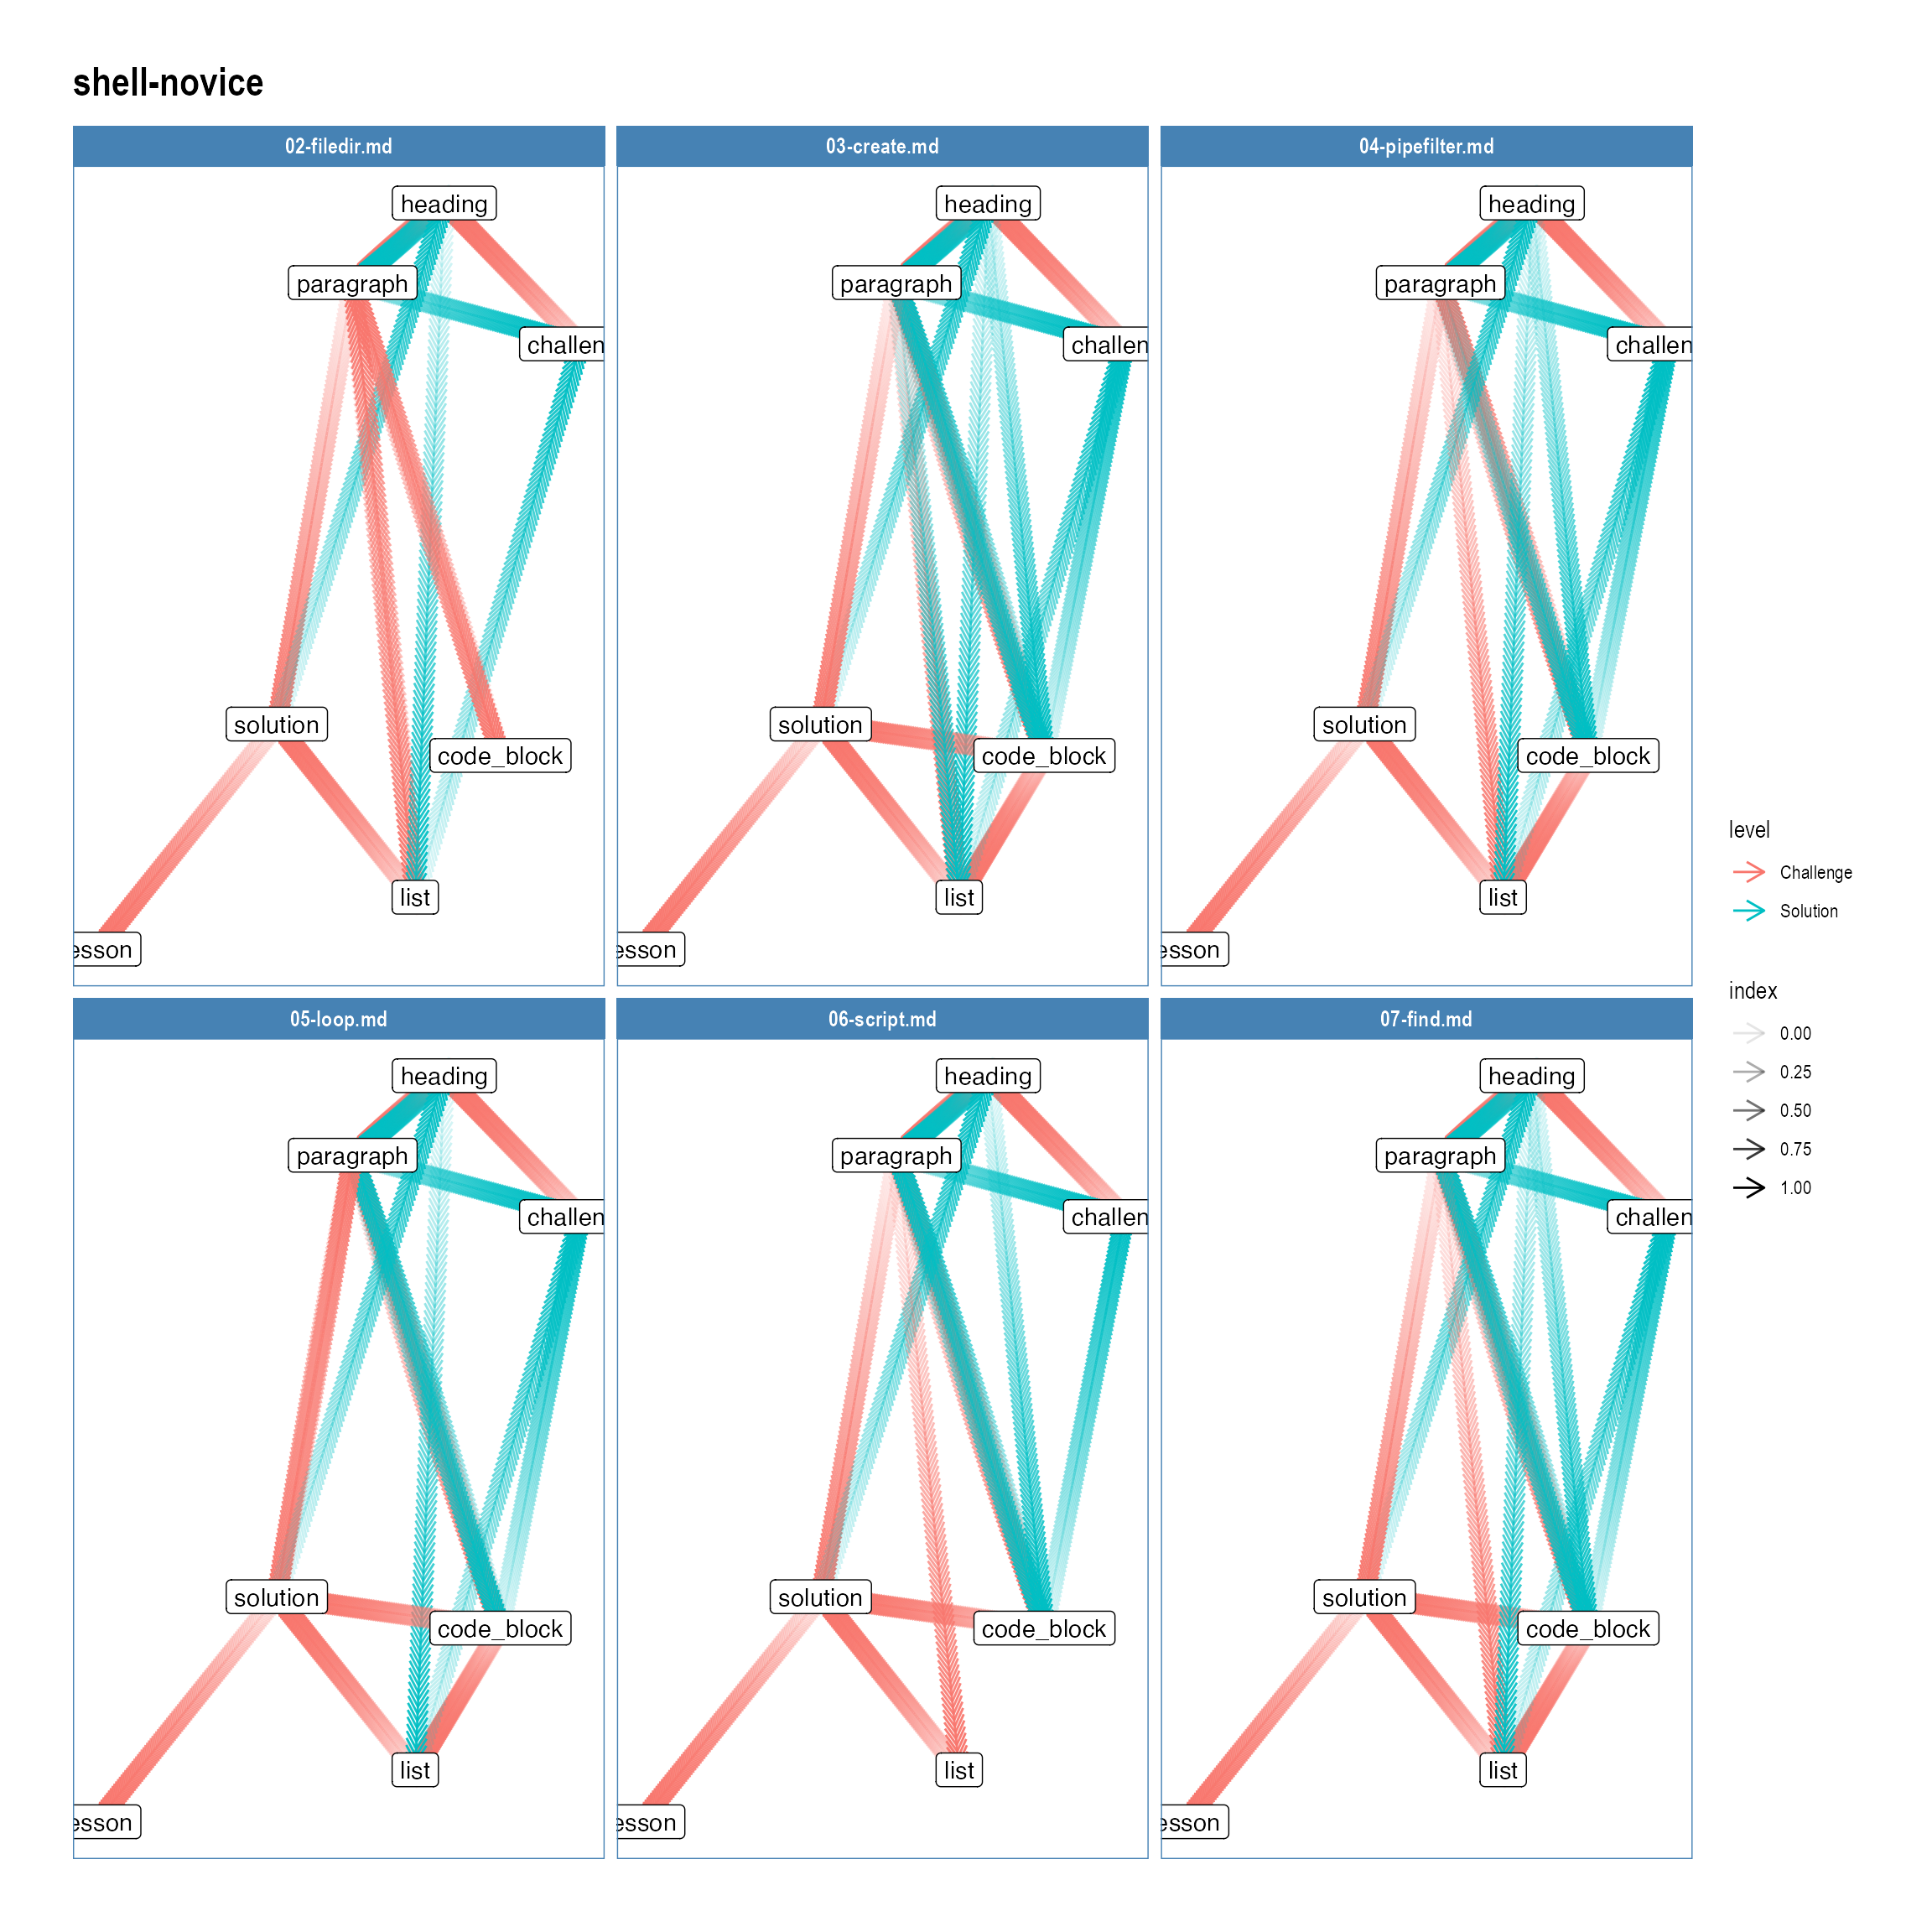 shell-novice
02-filedir.md
heading
paragraph
challen
solution
code_block
list
esson
03-create.md
heading
paragraph
challen
solution
code_block
list
esson
04-pipefilter.md
heading
paragraph
challen
solution
code_block
list
esson
05-loop.md
heading
paragraph
challen
solution
code_block
list
esson
06-script.md
heading
paragraph
challen
solution
code_block
list
esson
07-find.md
heading
paragraph
challen
solution
code_block
list
esson
level
Challenge
Solution
index
0.00
0.25
0.50
0.75
1.00